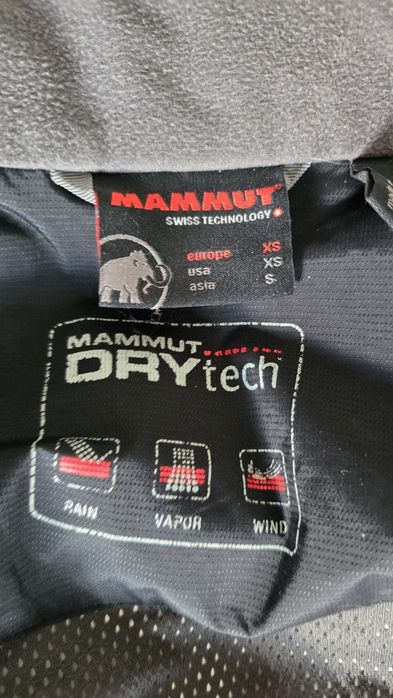 MAMMUT
SWISS TECHNOLOGY
europe XS
usa XS
asia S
MAMMUT
DRYtech
RAIN
VAPOR
WIND